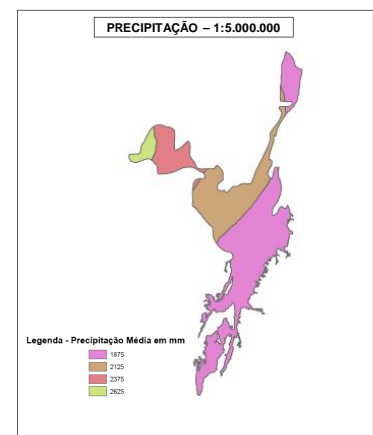 PRECIPITAÇÃO – 1:5.000.000
Legenda - Precipitação Média em mm
1875
2125
2375
2625